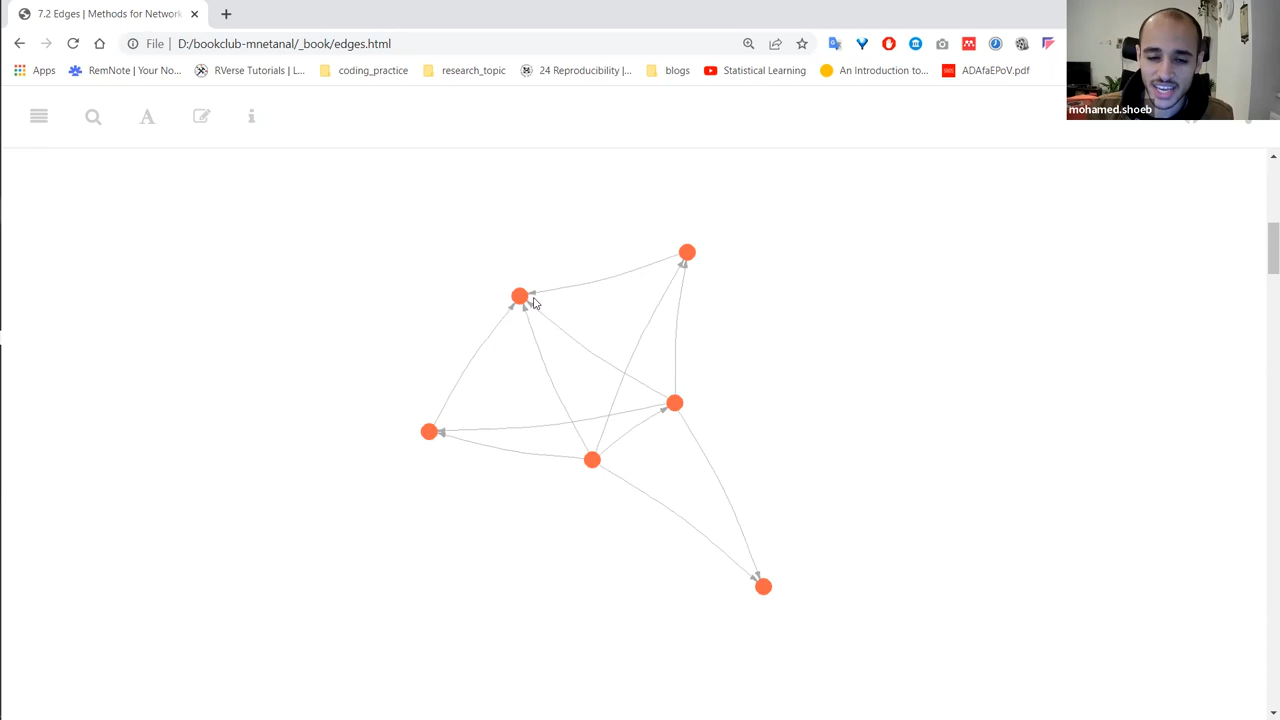 7.2 Edges | Methods for Network
File
D:/bookclub-mnetanal/_book/edges.html
Apps
RemNote | Your No...
RVerse Tutorials | L...
coding_practice
research_topic
24 Reproducibility |...
blogs
Statistical Learning
An Introduction to...
ADAfaEPoV.pdf
mohamed.shoeb